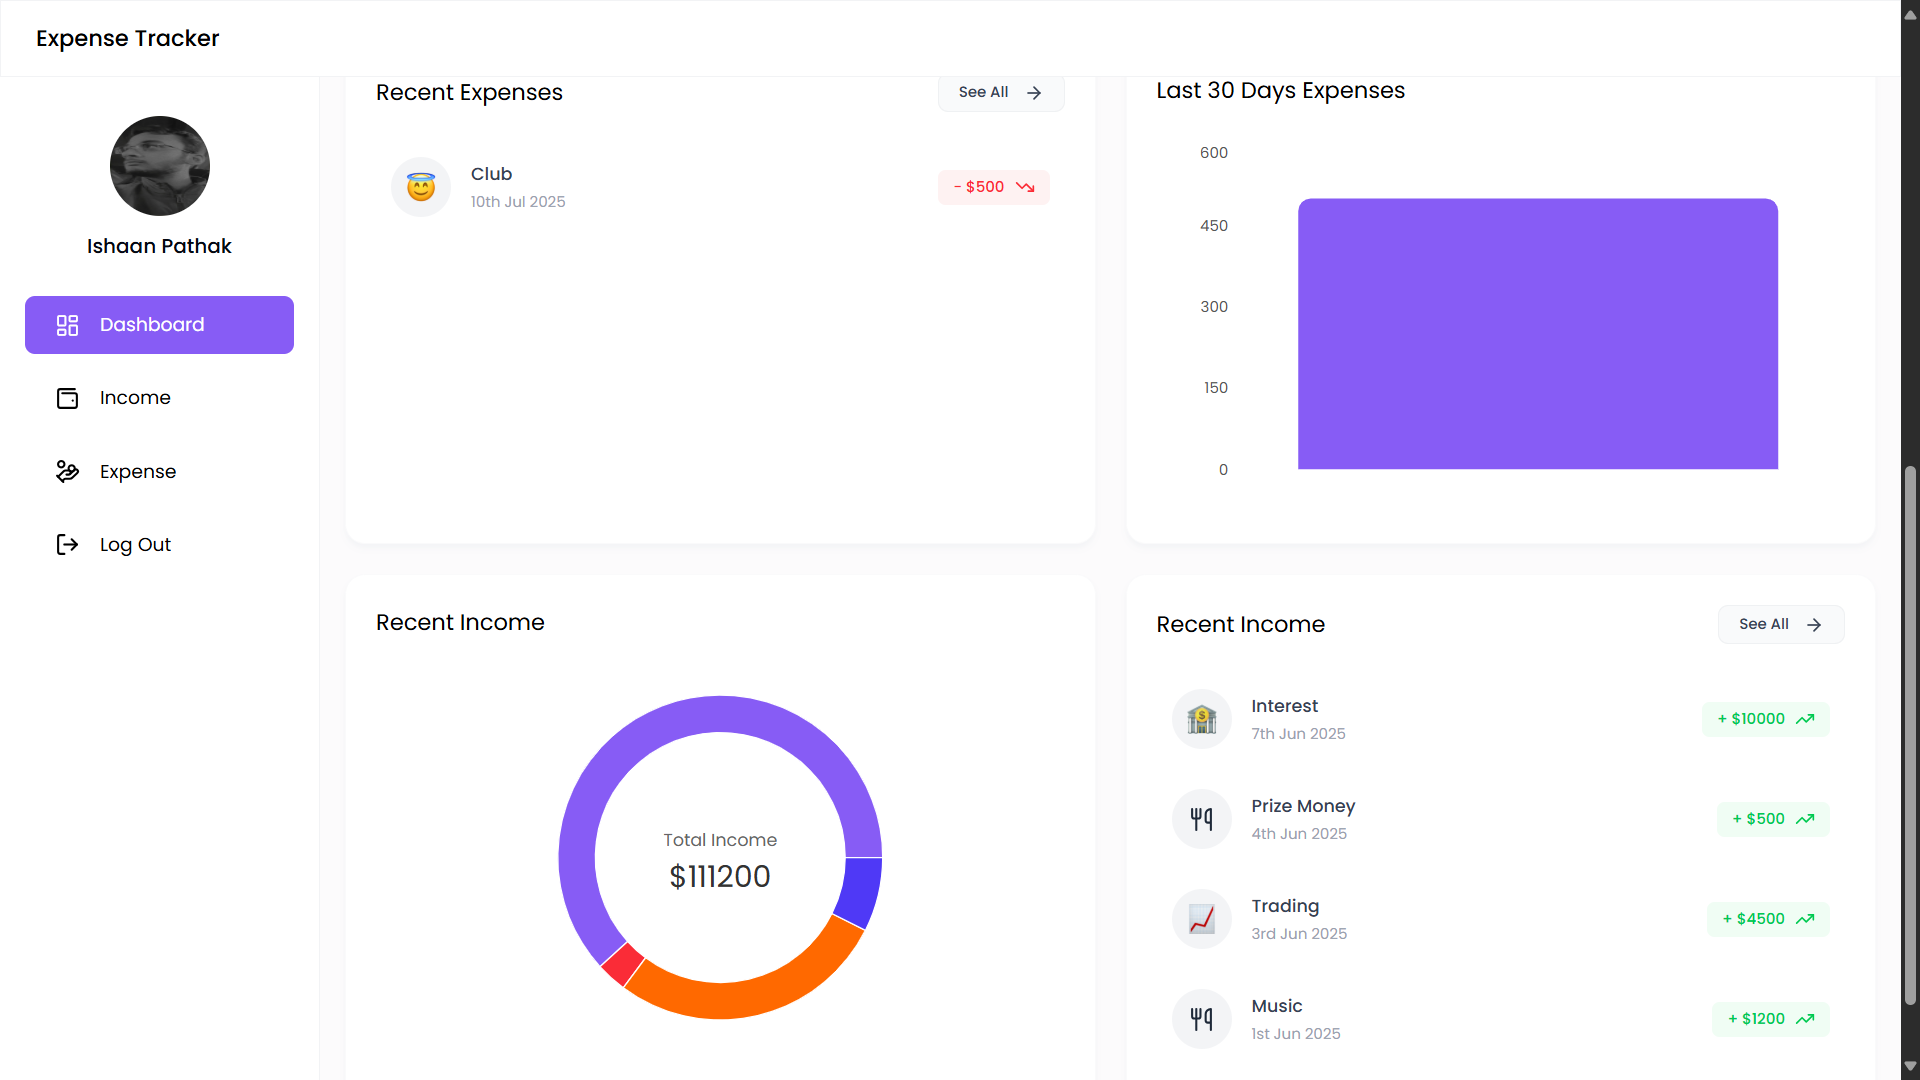 Expense Tracker
Ishaan Pathak
Dashboard
Income
Expense
Log Out
Recent Expenses
See All
Club
10th Jul 2025
- $500
Last 30 Days Expenses
600
450
300
150
0
Recent Income
Total Income
$111200
Recent Income
See All
Interest
7th Jun 2025
+ $10000
Prize Money
4th Jun 2025
+ $500
Trading
3rd Jun 2025
+ $4500
Music
1st Jun 2025
+ $1200